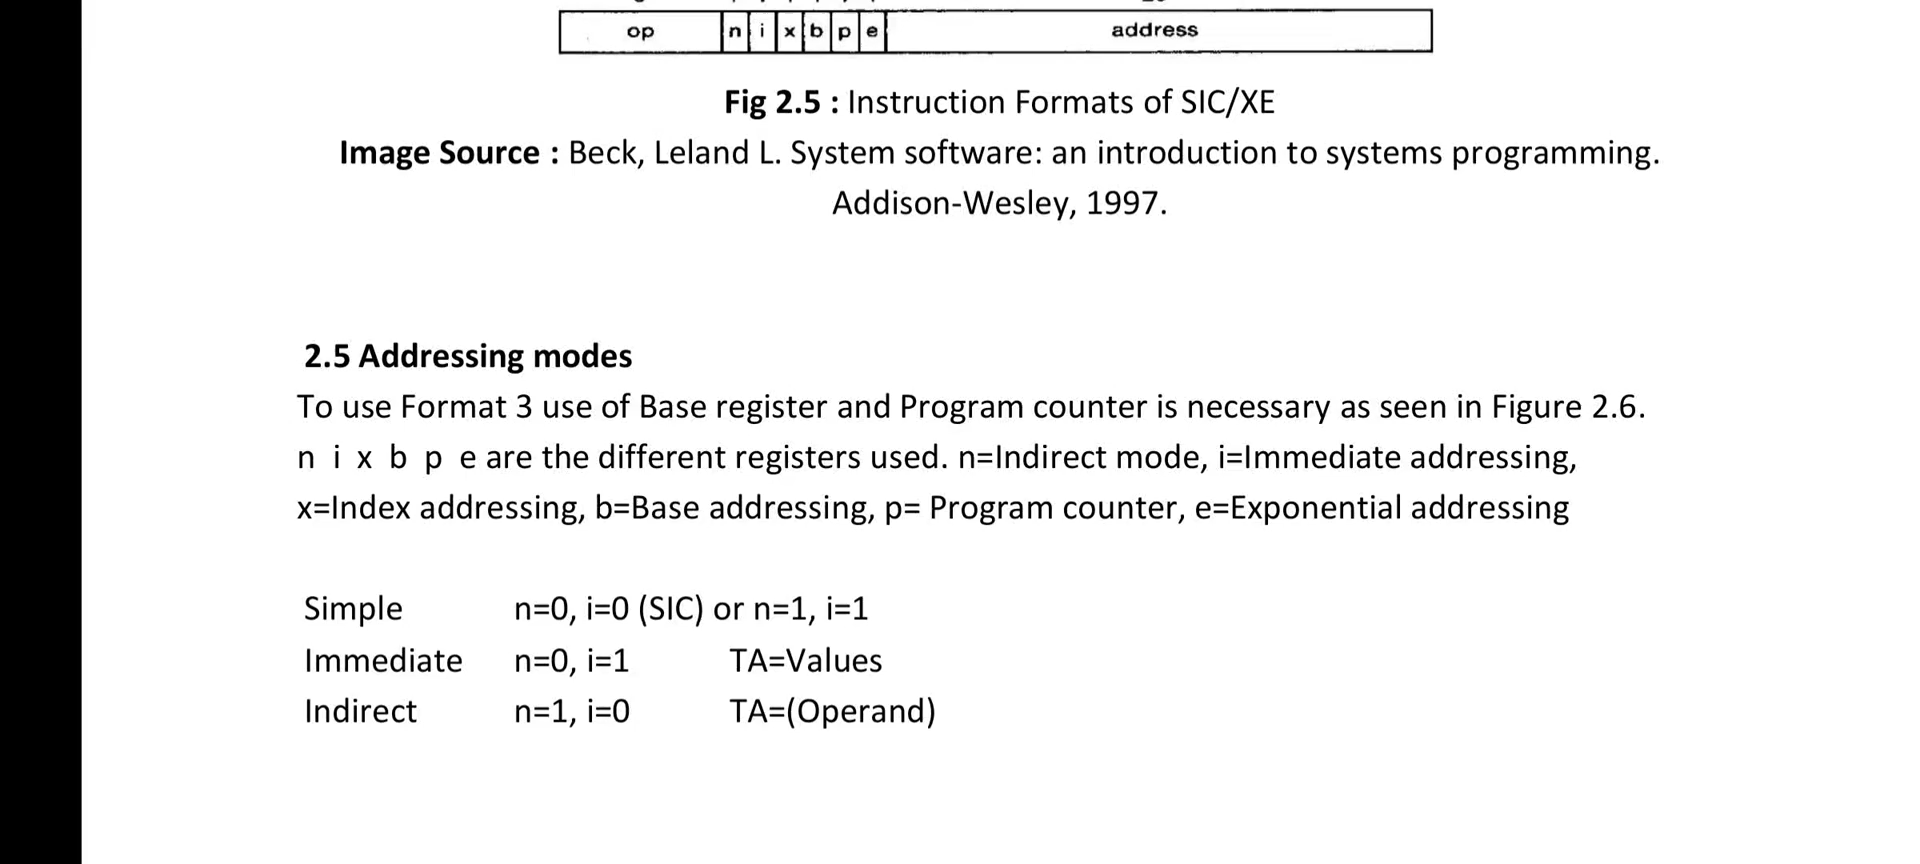 op n i x b p e address
Fig 2.5 : Instruction Formats of SIC/XE
Image Source : Beck, Leland L. System software: an introduction to systems programming.
Addison-Wesley, 1997.
2.5 Addressing modes
To use Format 3 use of Base register and Program counter is necessary as seen in Figure 2.6.
n i x b p e are the different registers used. n=Indirect mode, i=Immediate addressing,
x=Index addressing, b=Base addressing, p= Program counter, e=Exponential addressing
Simple n=0, i=0 (SIC) or n=1, i=1
Immediate n=0, i=1 TA=Values
Indirect n=1, i=0 TA=(Operand)